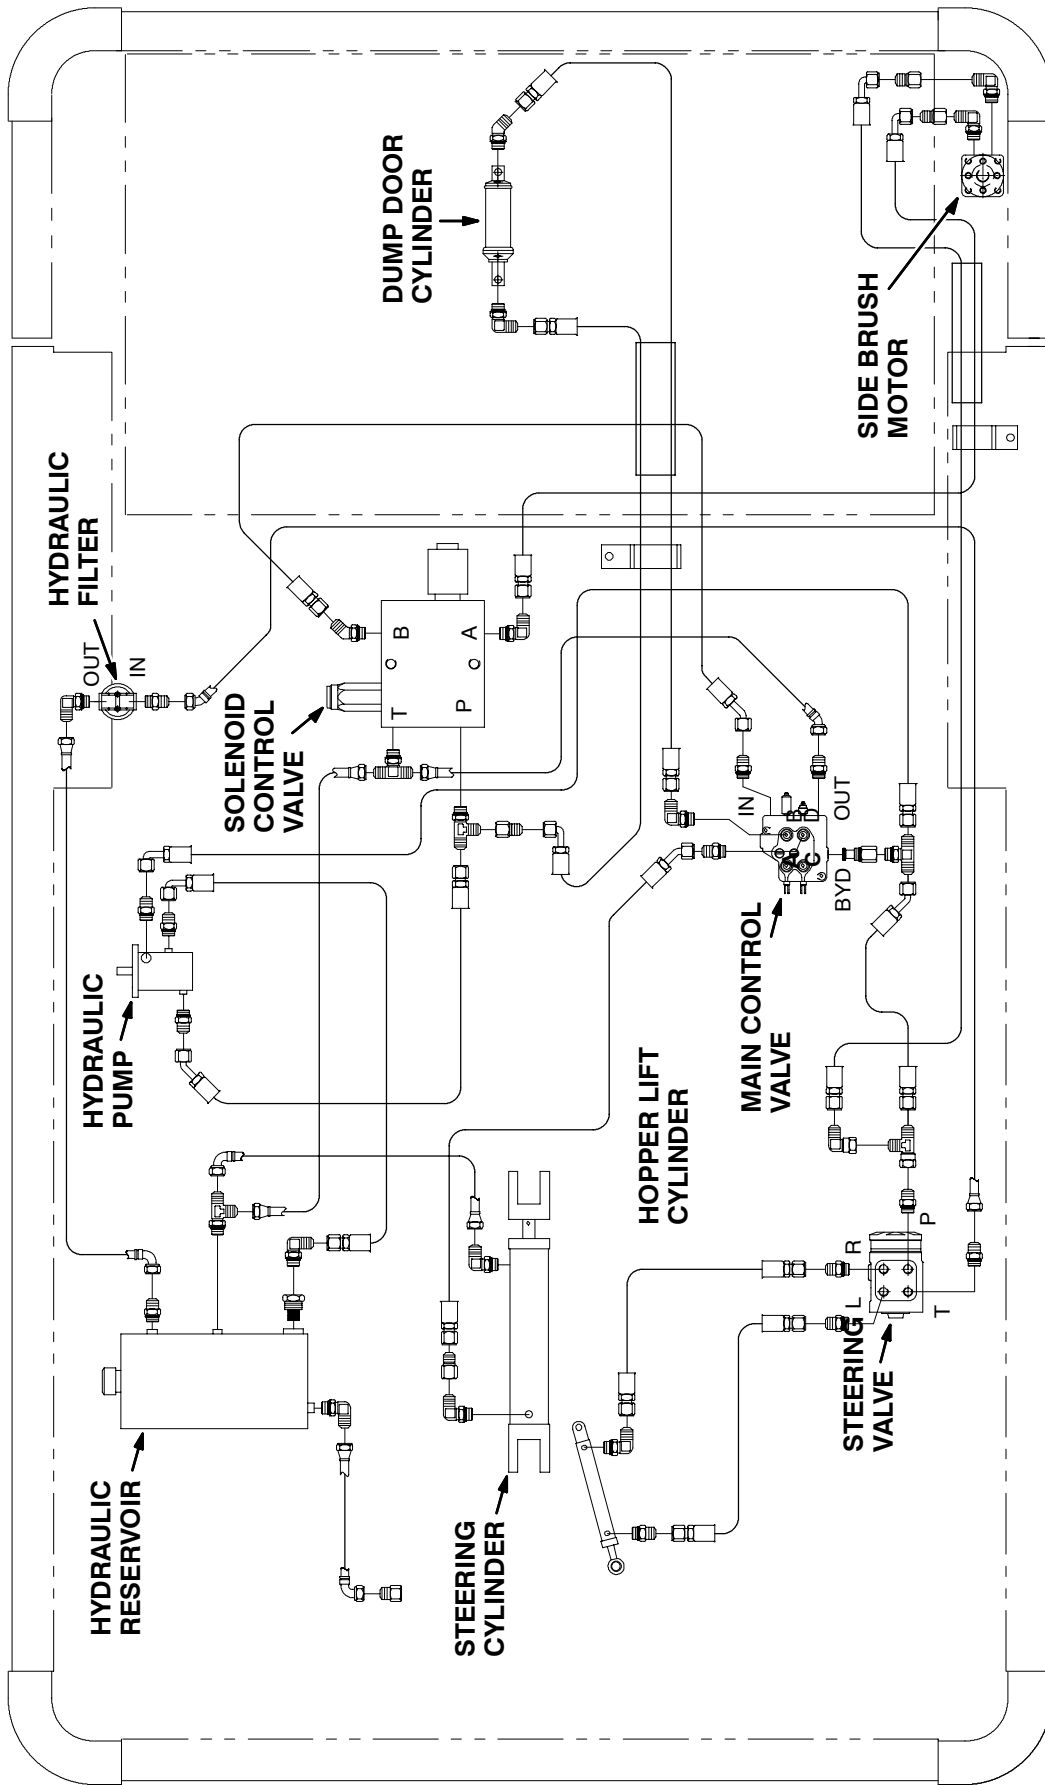 HYDRAULIC
RESERVOIR
HYDRAULIC
PUMP
HYDRAULIC
FILTER
OUT
IN
SOLENOID
CONTROL
VALVE
T
B
P
A
DUMP DOOR
CYLINDER
STEERING
CYLINDER
HOPPER LIFT
CYLINDER
MAIN CONTROL
VALVE
IN
OUT
A
C
BYD
SIDE BRUSH
MOTOR
STEERING
VALVE
L
R
T
P